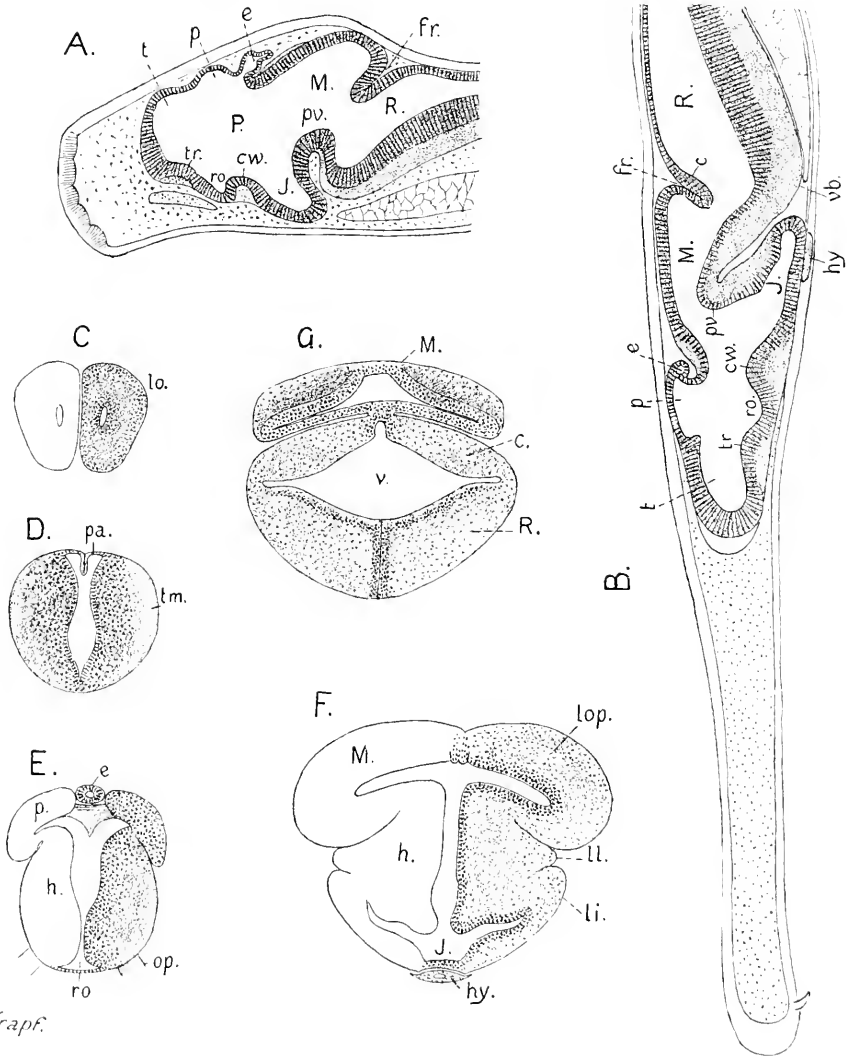 A.
t
p
e
fr.
M.
P.
R.
pv.
tr.
ro
cw.
J.
B.
R.
fr.
c
vb.
M.
hy
J.
pv
e
cw.
p
ro
tr
t
C
lo.
G.
M.
c.
v.
R.
D.
pa.
tm.
E.
e
p.
h.
op.
ro
F.
M.
lop.
h.
ll.
li.
J.
hy.